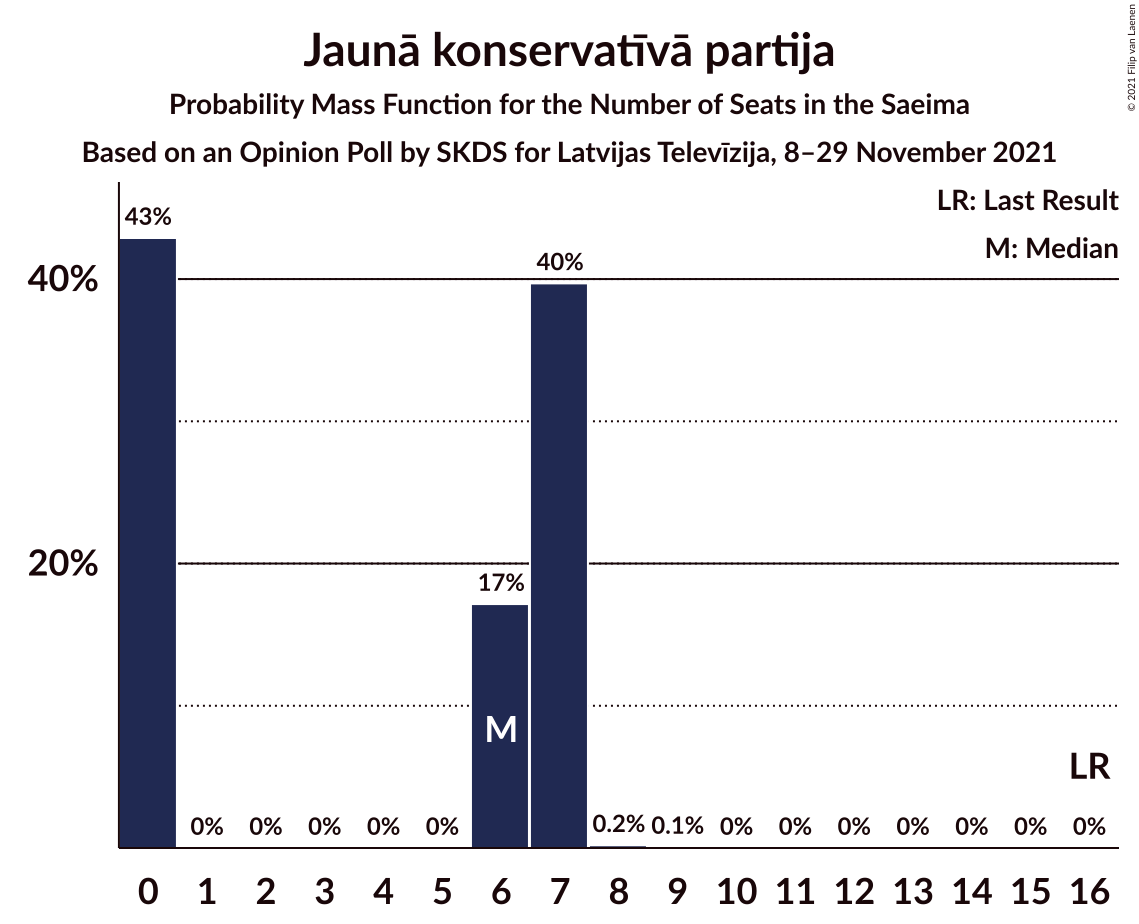 Jaunā konservatīvā partija
Probability Mass Function for the Number of Seats in the Saeima
Based on an Opinion Poll by SKDS for Latvijas Televīzija, 8–29 November 2021
© 2021 Filip van Laenen
LR: Last Result
M: Median
43%
40%
40%
20%
17%
M
LR
0% 0% 0% 0% 0% 0.2% 0.1% 0% 0% 0% 0% 0% 0% 0%
0 1 2 3 4 5 6 7 8 9 10 11 12 13 14 15 16